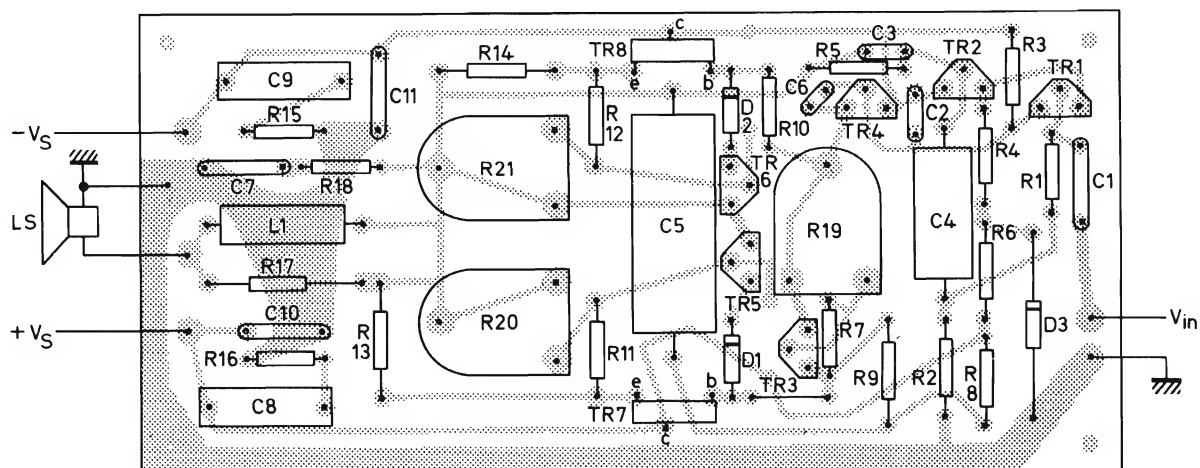 R14
TR8
c
e
b
R5
C3
TR2
R3
TR1
C9
C11
R15
R
12
D
2
R10
C6
TR4
C2
R4
R1
C1
−VS
C7
R18
R21
TR
6
LS
L1
C5
R19
C4
R6
R17
TR5
+VS
C10
R
13
R20
R11
D1
TR3
R7
R9
R2
R
8
D3
Vin
R16
C8
e
b
TR7
c